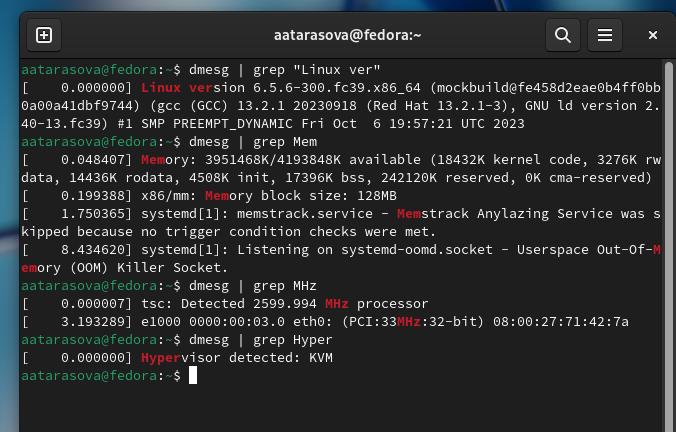 aatarasova@fedora:~
aatarasova@fedora:~$ dmesg | grep "Linux ver"
[    0.000000] Linux version 6.5.6-300.fc39.x86_64 (mockbuild@fe458d2eae0b4ff0bb
0a00a41dbf9744) (gcc (GCC) 13.2.1 20230918 (Red Hat 13.2.1-3), GNU ld version 2.
40-13.fc39) #1 SMP PREEMPT_DYNAMIC Fri Oct  6 19:57:21 UTC 2023
aatarasova@fedora:~$ dmesg | grep Mem
[    0.048407] Memory: 3951468K/4193848K available (18432K kernel code, 3276K rw
data, 14436K rodata, 4508K init, 17396K bss, 242120K reserved, 0K cma-reserved)
[    0.199388] x86/mm: Memory block size: 128MB
[    1.750365] systemd[1]: memstrack.service - Memstrack Anylazing Service was s
kipped because no trigger condition checks were met.
[    8.434620] systemd[1]: Listening on systemd-oomd.socket - Userspace Out-Of-M
emory (OOM) Killer Socket.
aatarasova@fedora:~$ dmesg | grep MHz
[    0.000007] tsc: Detected 2599.994 MHz processor
[    3.193289] e1000 0000:00:03.0 eth0: (PCI:33MHz:32-bit) 08:00:27:71:42:7a
aatarasova@fedora:~$ dmesg | grep Hyper
[    0.000000] Hypervisor detected: KVM
aatarasova@fedora:~$